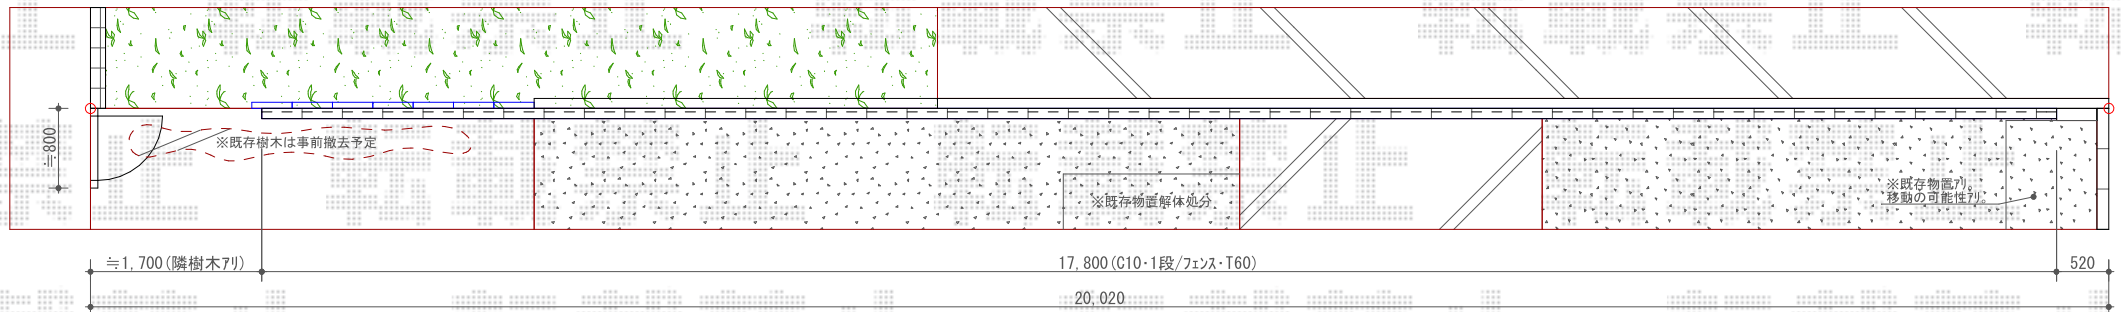 ≒800
※既存樹木は事前撤去予定
※既存物置解体処分
※既存物置アリ。
移動の可能性アリ。
≒1,700(隣樹木アリ)
17,800(C10・1段/フェンス・T60)
520
20,020